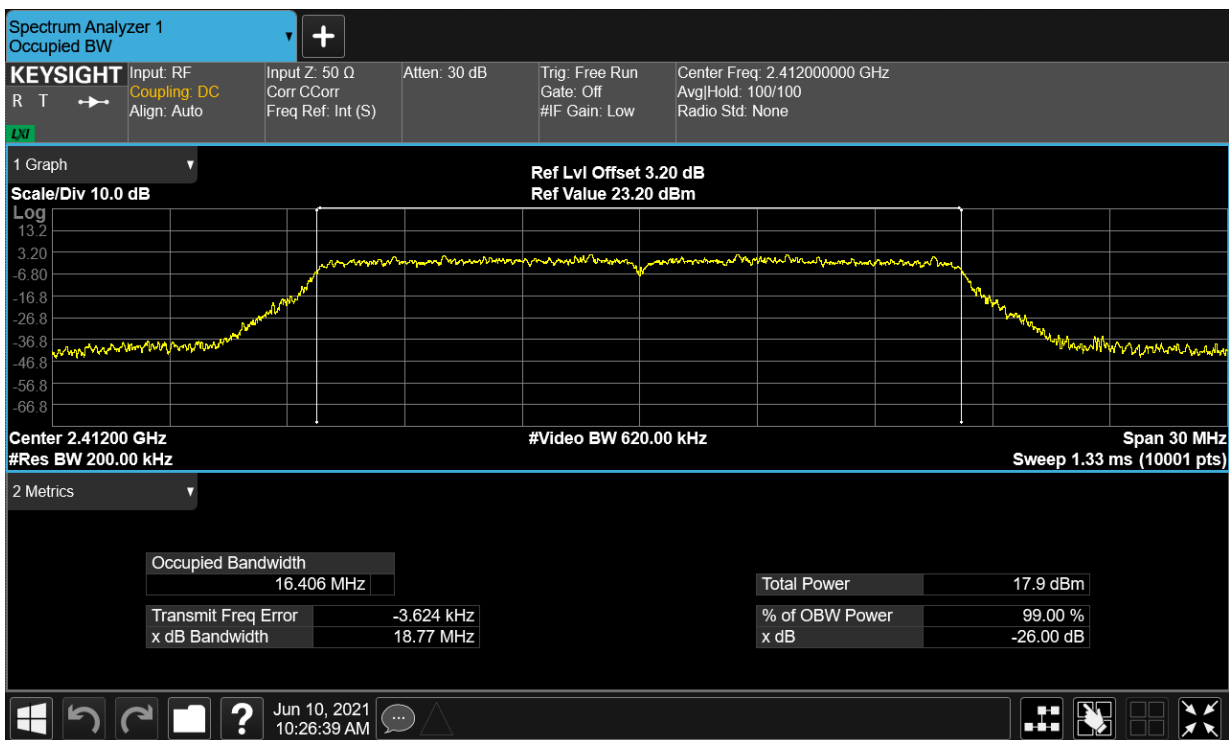 Spectrum Analyzer 1
Occupied BW
+
KEYSIGHT
R T
LXI
Input: RF
Coupling: DC
Align: Auto
Input Z: 50 Ω
Corr CCorr
Freq Ref: Int (S)
Atten: 30 dB
Trig: Free Run
Gate: Off
#IF Gain: Low
Center Freq: 2.412000000 GHz
Avg|Hold: 100/100
Radio Std: None
1 Graph
Scale/Div 10.0 dB
Ref Lvl Offset 3.20 dB
Ref Value 23.20 dBm
Log
13.2
3.20
-6.80
-16.8
-26.8
-36.8
-46.8
-56.8
-66.8
Center 2.41200 GHz
#Video BW 620.00 kHz
Span 30 MHz
#Res BW 200.00 kHz
Sweep 1.33 ms (10001 pts)
2 Metrics
Occupied Bandwidth
16.406 MHz
Total Power 17.9 dBm
Transmit Freq Error -3.624 kHz
% of OBW Power 99.00 %
x dB Bandwidth 18.77 MHz
x dB -26.00 dB
?
Jun 10, 2021
10:26:39 AM